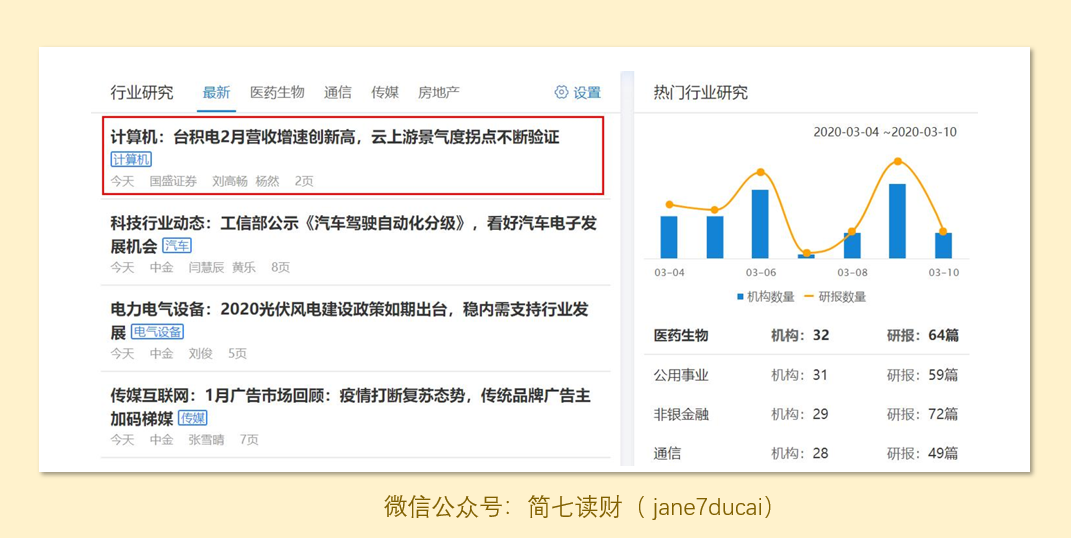 行业研究 最新 医药生物 通信 传媒 房地产 设置
计算机：台积电2月营收增速创新高，云上游景气度拐点不断验证
计算机
今天 国盛证券 刘高畅 杨然 2页
科技行业动态：工信部公示《汽车驾驶自动化分级》，看好汽车电子发
展机会 汽车
今天 中金 闫慧辰 黄乐 8页
电力电气设备：2020光伏风电建设政策如期出台，稳内需支持行业发
展 电气设备
今天 中金 刘俊 5页
传媒互联网：1月广告市场回顾：疫情打断复苏态势，传统品牌广告主
加码梯媒 传媒
今天 中金 张雪晴 7页
热门行业研究
2020-03-04 ~2020-03-10
03-04 03-06 03-08 03-10
机构数量 研报数量
医药生物 机构：32 研报：64篇
公用事业 机构：31 研报：59篇
非银金融 机构：29 研报：72篇
通信 机构：28 研报：49篇
微信公众号：简七读财（ jane7ducai）